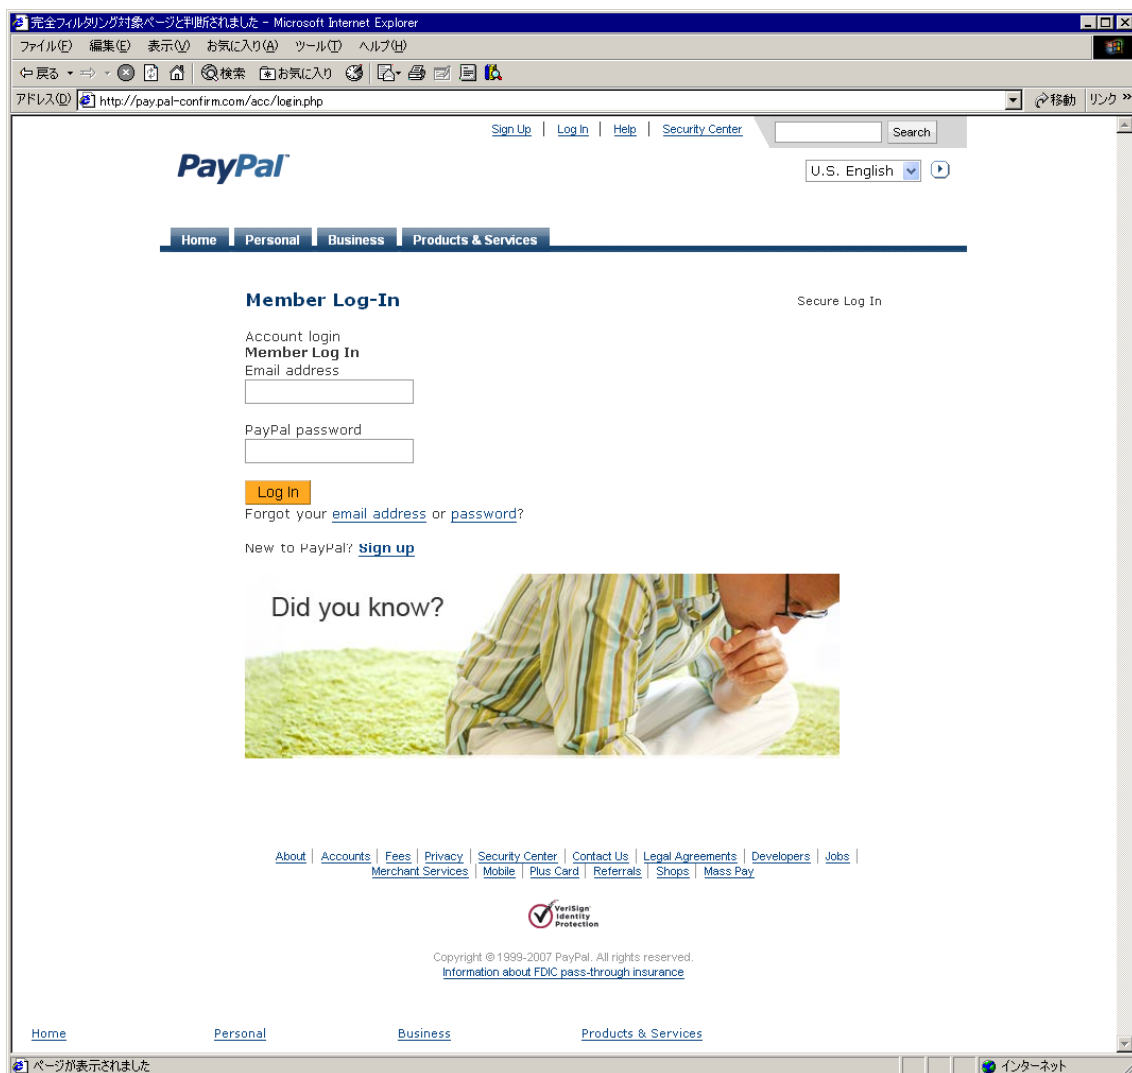 完全フィルタリング対象ページと判断されました - Microsoft Internet Explorer
ファイル(F) 編集(E) 表示(V) お気に入り(A) ツール(T) ヘルプ(H)
戻る 検索 お気に入り
アドレス(D) http://pay.pal-confirm.com/acc/login.php 移動 リンク »
Sign Up | Log In | Help | Security Center Search
PayPal™ U.S. English
Home Personal Business Products & Services
Member Log-In Secure Log In
Account login
Member Log In
Email address
PayPal password
Log In
Forgot your email address or password?
New to PayPal? Sign up
Did you know?
About | Accounts | Fees | Privacy | Security Center | Contact Us | Legal Agreements | Developers | Jobs |
Merchant Services | Mobile | Plus Card | Referrals | Shops | Mass Pay
VeriSign
Identity
Protection
Copyright © 1999-2007 PayPal. All rights reserved.
Information about FDIC pass-through insurance
Home Personal Business Products & Services
ページが表示されました インターネット